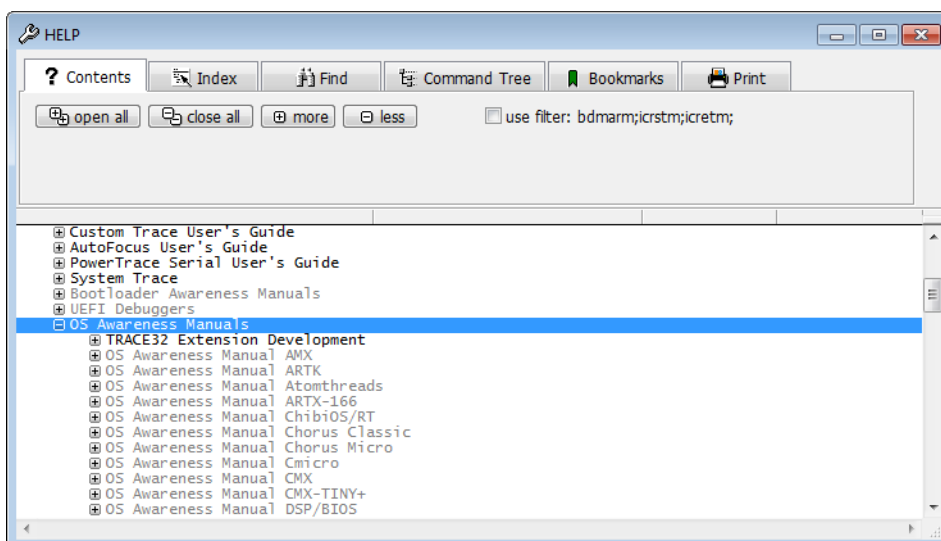 HELP
? Contents Index Find Command Tree Bookmarks Print
open all close all more less use filter: bdmarm;icrstm;icretm;
Custom Trace User's Guide
AutoFocus User's Guide
PowerTrace Serial User's Guide
System Trace
Bootloader Awareness Manuals
UEFI Debuggers
OS Awareness Manuals
TRACE32 Extension Development
OS Awareness Manual AMX
OS Awareness Manual ARTK
OS Awareness Manual Atomthreads
OS Awareness Manual ARTX-166
OS Awareness Manual ChibiOS/RT
OS Awareness Manual Chorus Classic
OS Awareness Manual Chorus Micro
OS Awareness Manual Cmicro
OS Awareness Manual CMX
OS Awareness Manual CMX-TINY+
OS Awareness Manual DSP/BIOS